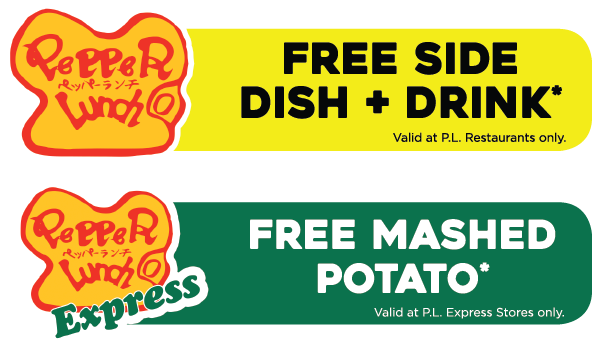 PEPPER
ペッパーランチ
Lunch
FREE SIDE
DISH + DRINK*
Valid at P.L. Restaurants only.
PEPPER
ペッパーランチ
Lunch
Express
FREE MASHED
POTATO*
Valid at P.L. Express Stores only.